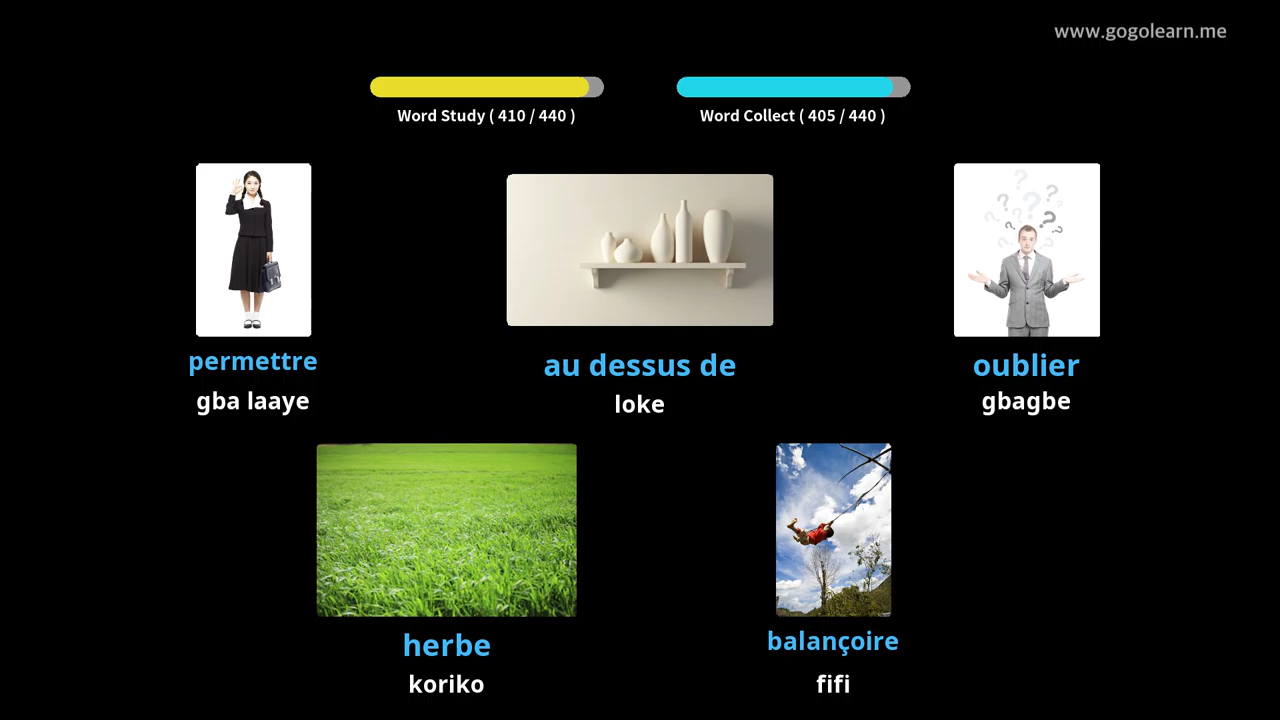 www.gogolearn.me
Word Study ( 410 / 440 )
Word Collect ( 405 / 440 )
permettre
gba laaye
au dessus de
loke
oublier
gbagbe
herbe
koriko
balançoire
fifi